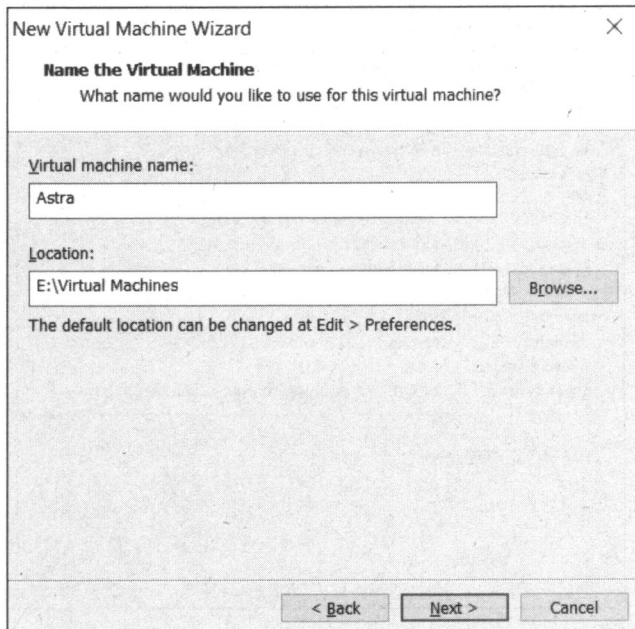 New Virtual Machine Wizard
Name the Virtual Machine
What name would you like to use for this virtual machine?
Virtual machine name:
Astra
Location:
E:\Virtual Machines
Browse...
The default location can be changed at Edit > Preferences.
< Back
Next >
Cancel